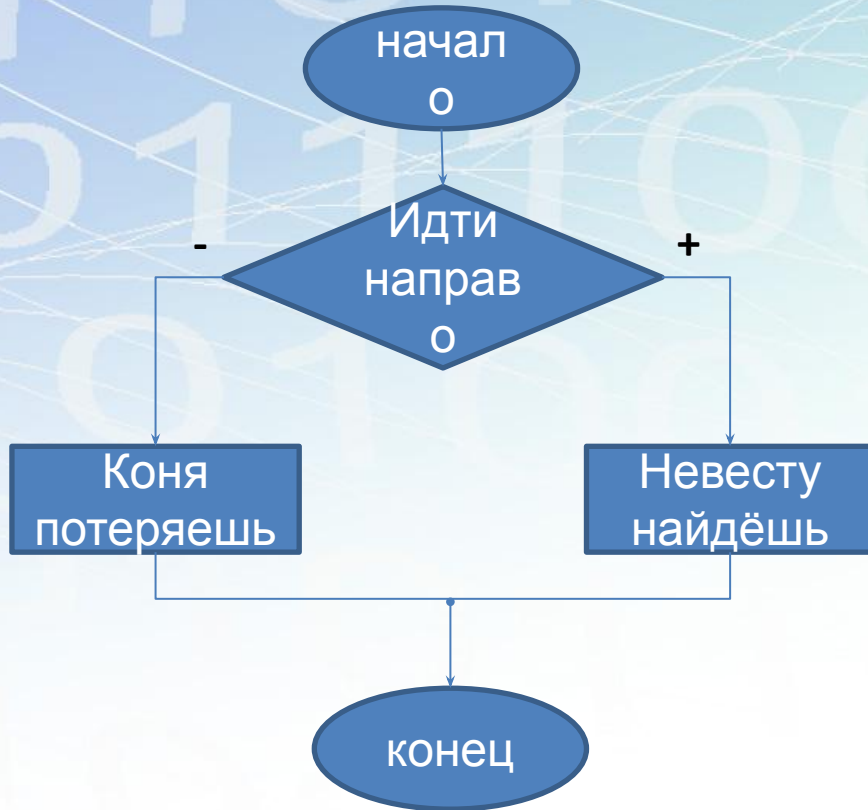 начал
о
Идти
направ
о
-
+
Коня
потеряешь
Невесту
найдёшь
конец